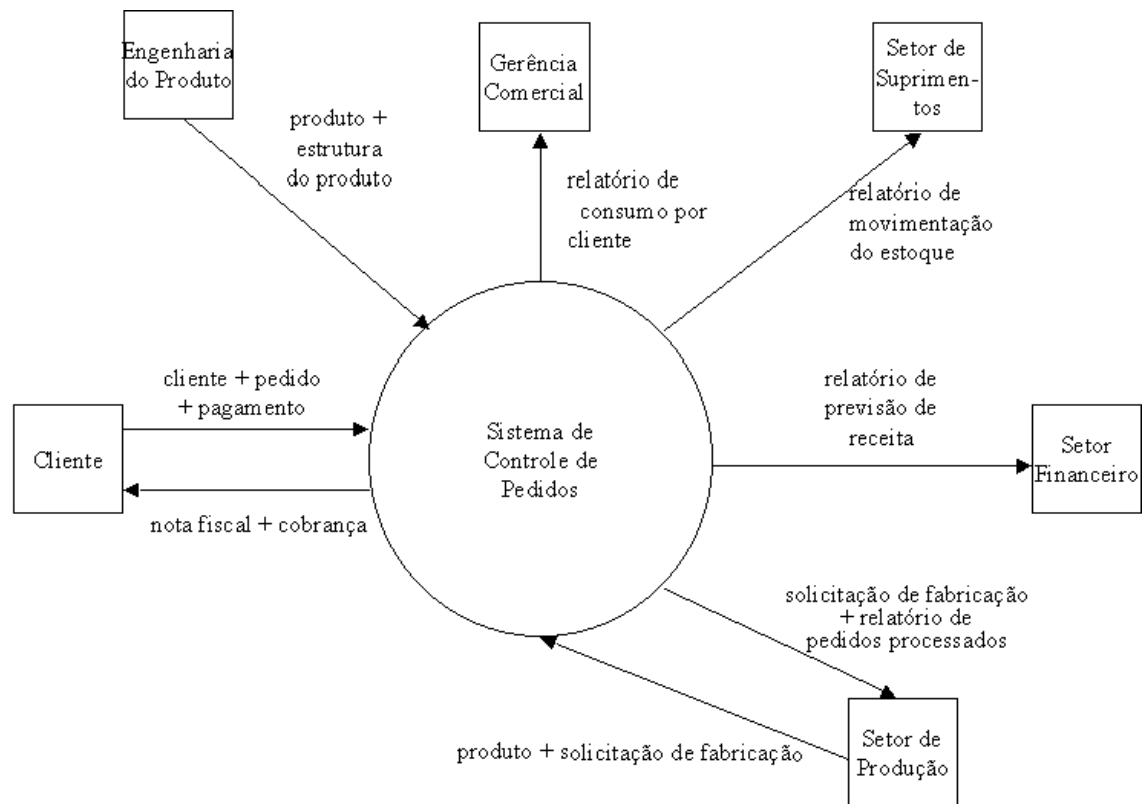 Engenharia
do Produto
Gerência
Comercial
Setor de
Suprimen-
tos
produto +
estrutura
do produto
relatório de
consumo por
cliente
relatório de
movimentação
do estoque
cliente + pedido
+ pagamento
Cliente
nota fiscal + cobrança
Sistema de
Controle de
Pedidos
relatório de
previsão de
receita
Setor
Financeiro
solicitação de fabricação
+ relatório de
pedidos processados
produto + solicitação de fabricação
Setor de
Produção